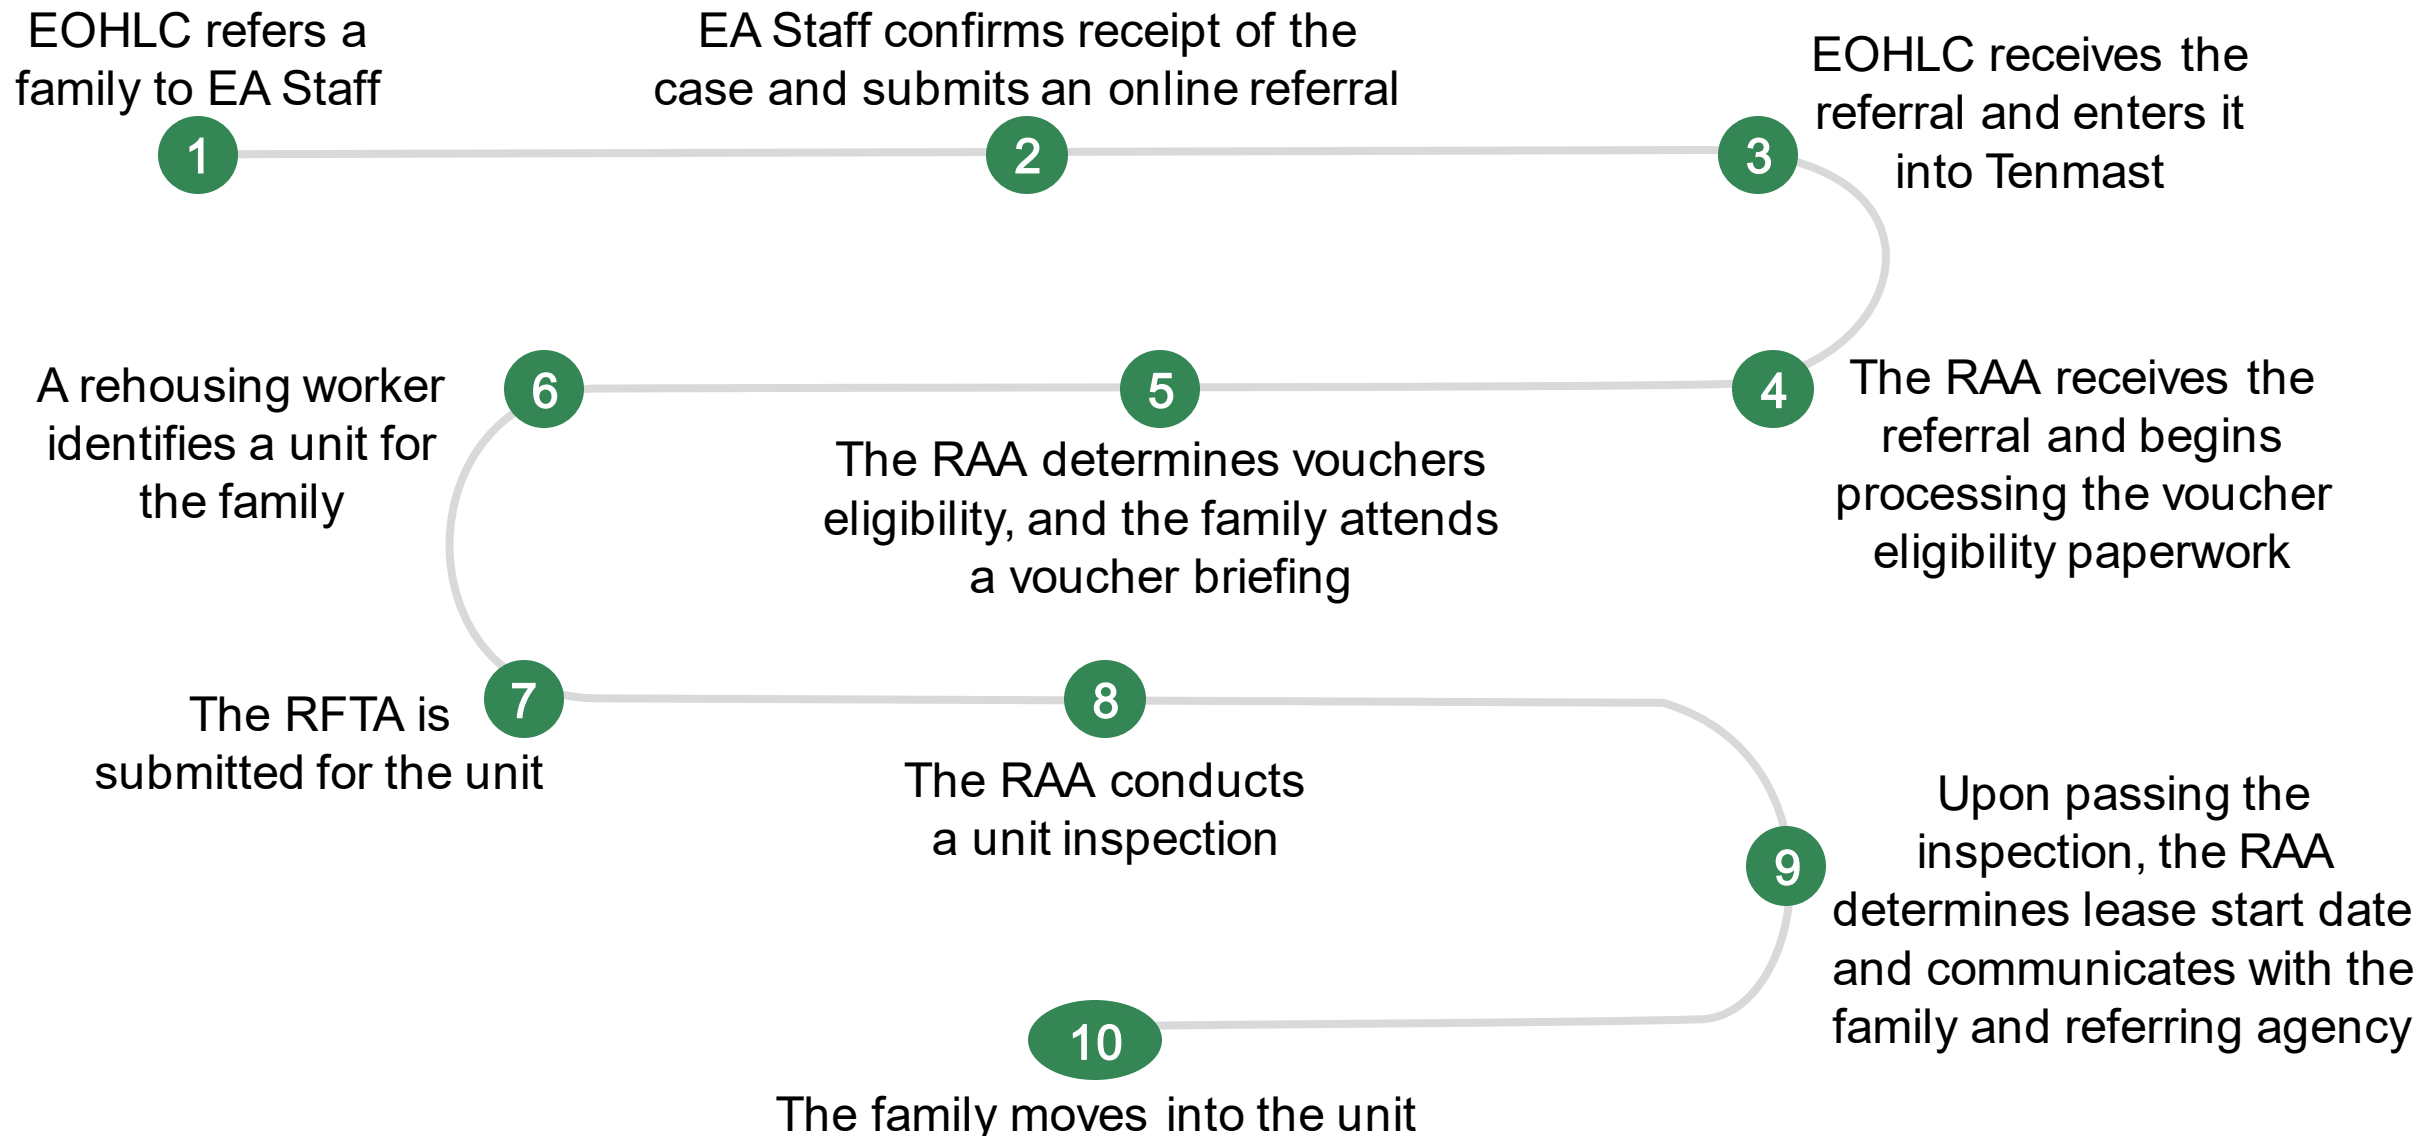 EOHLC refers a
family to EA Staff
1
EA Staff confirms receipt of the
case and submits an online referral
2
EOHLC receives the
referral and enters it
into Tenmast
3
4
The RAA receives the
referral and begins
processing the voucher
eligibility paperwork
5
The RAA determines vouchers
eligibility, and the family attends
a voucher briefing
6
A rehousing worker
identifies a unit for
the family
7
The RFTA is
submitted for the unit
8
The RAA conducts
a unit inspection
9
Upon passing the
inspection, the RAA
determines lease start date
and communicates with the
family and referring agency
10
The family moves into the unit